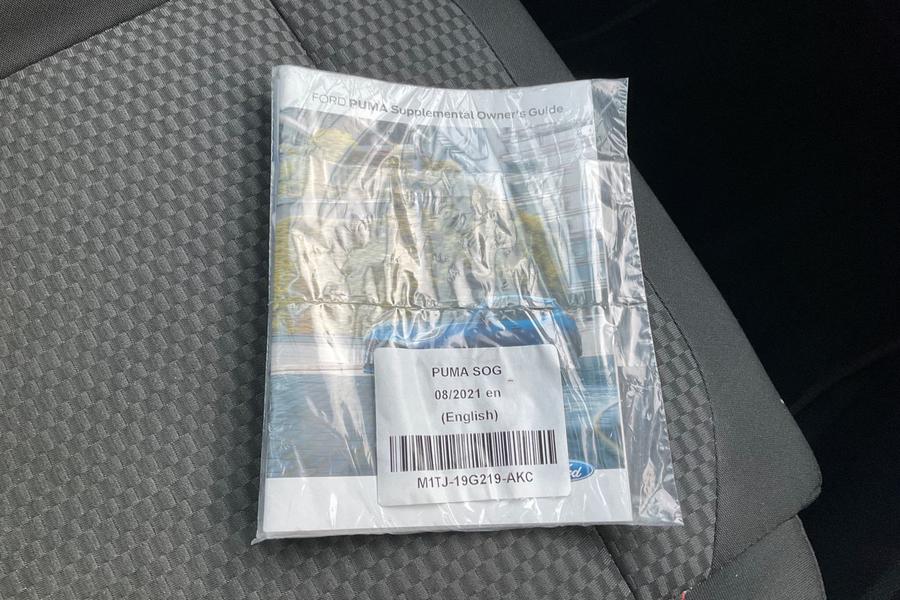 FORD PUMA Supplemental Owner's Guide
PUMA SOG _
08/2021 en
(English)
M1TJ-19G219-AKC